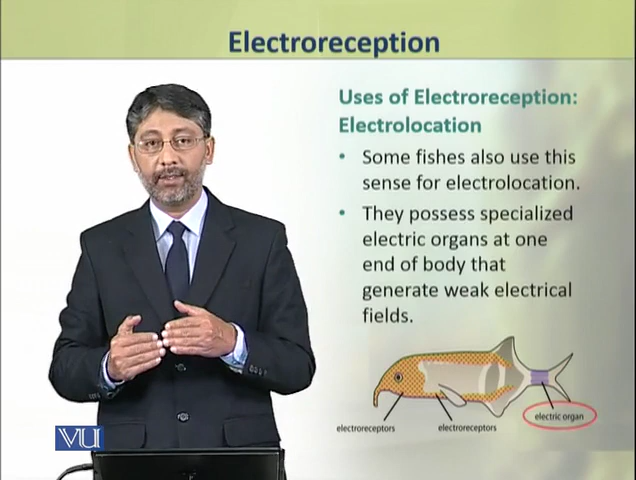 Electroreception
Uses of Electroreception:
Electrolocation
• Some fishes also use this
sense for electrolocation.
• They possess specialized
electric organs at one
end of body that
generate weak electrical
fields.
electroreceptors
electroreceptors
electric organ
VU